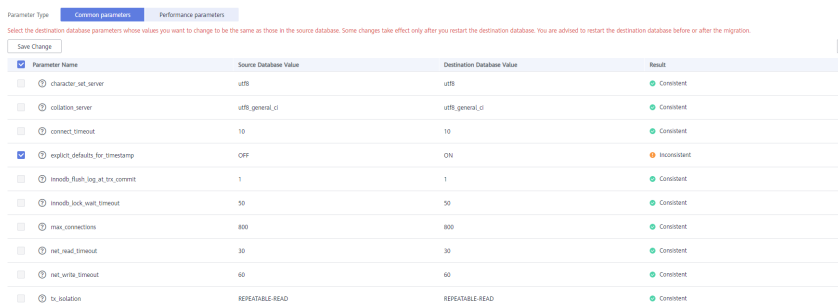 Parameter Type Common parameters Performance parameters
Select the destination database parameters whose values you want to change to be the same as those in the source database. Some changes take effect only after you restart the destination database. You are advised to restart the destination database before or after the migration.
Save Change
Parameter Name Source Database Value Destination Database Value Result
character_set_server utf8 utf8 Consistent
collation_server utf8_general_ci utf8_general_ci Consistent
connect_timeout 10 10 Consistent
explicit_defaults_for_timestamp OFF ON Inconsistent
innodb_flush_log_at_trx_commit 1 1 Consistent
innodb_lock_wait_timeout 50 50 Consistent
max_connections 800 800 Consistent
net_read_timeout 30 30 Consistent
net_write_timeout 60 60 Consistent
tx_isolation REPEATABLE-READ REPEATABLE-READ Consistent